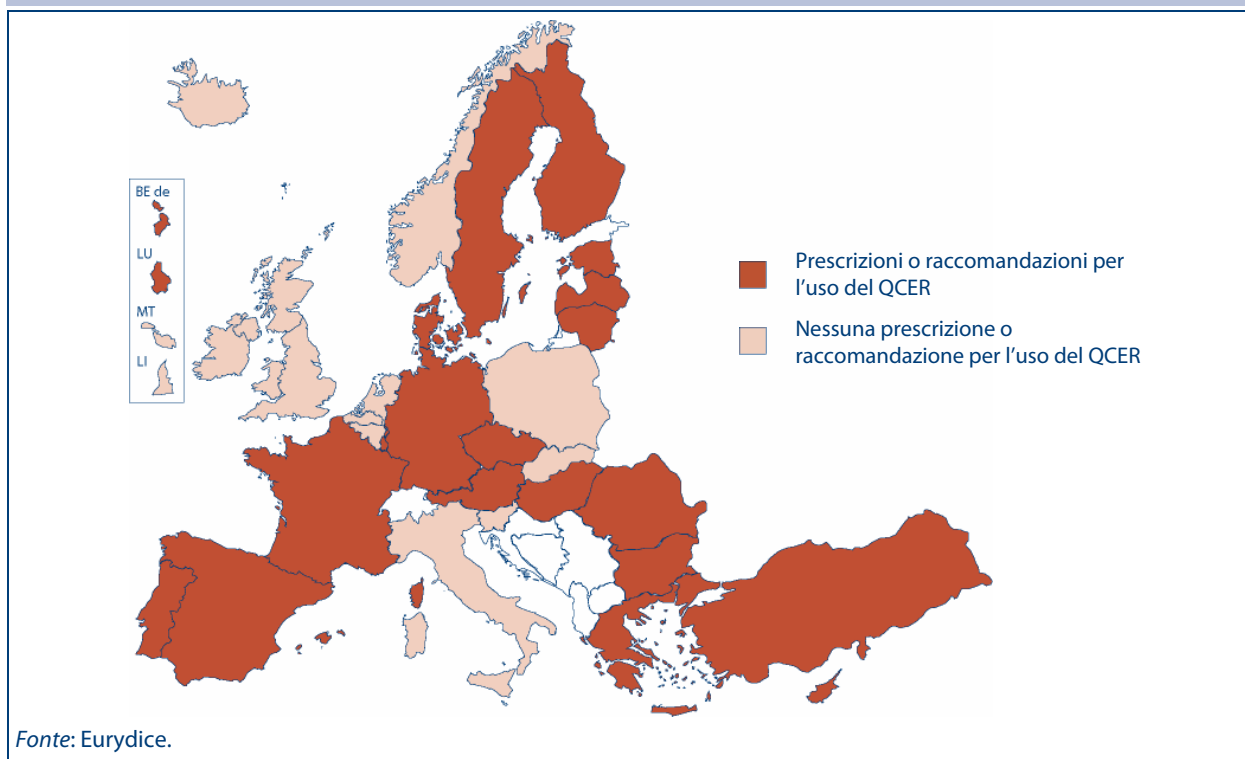 BE de
LU
MT
LI
Prescrizioni o raccomandazioni per
l’uso del QCER
Nessuna prescrizione o
raccomandazione per l’uso del QCER
Fonte: Eurydice.